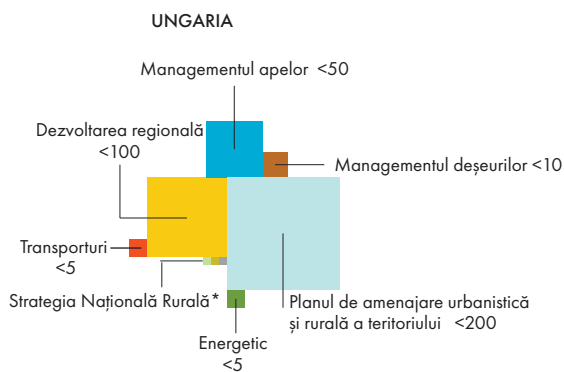 UNGARIA
Managementul apelor <50
Dezvoltarea regională
<100
Managementul deșeurilor <10
Transporturi
<5
Strategia Națională Rurală*
Planul de amenajare urbanistică
și rurală a teritoriului <200
Energetic
<5